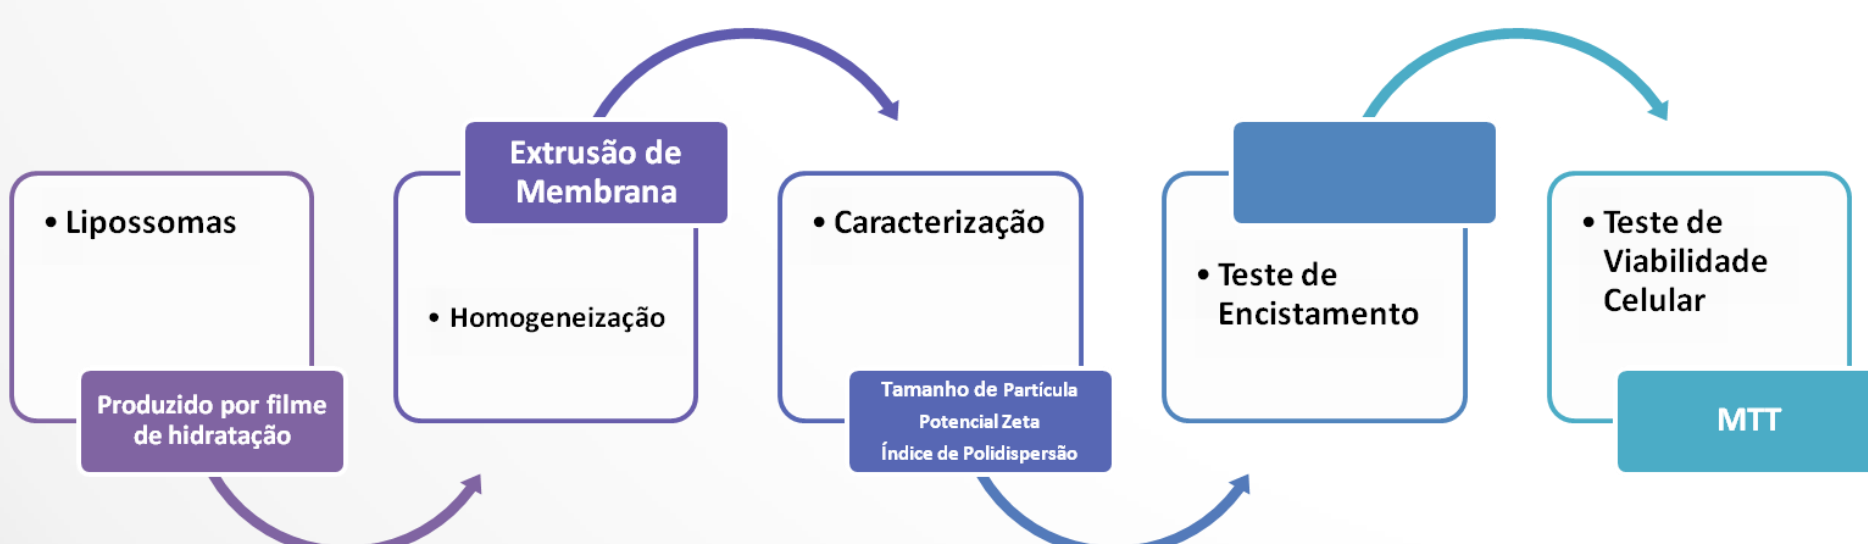 • Lipossomas
Produzido por filme
de hidratação
Extrusão de
Membrana
• Homogeneização
• Caracterização
Tamanho de Partícula
Potencial Zeta
Índice de Polidispersão
• Teste de
Encistamento
• Teste de
Viabilidade
Celular
MTT